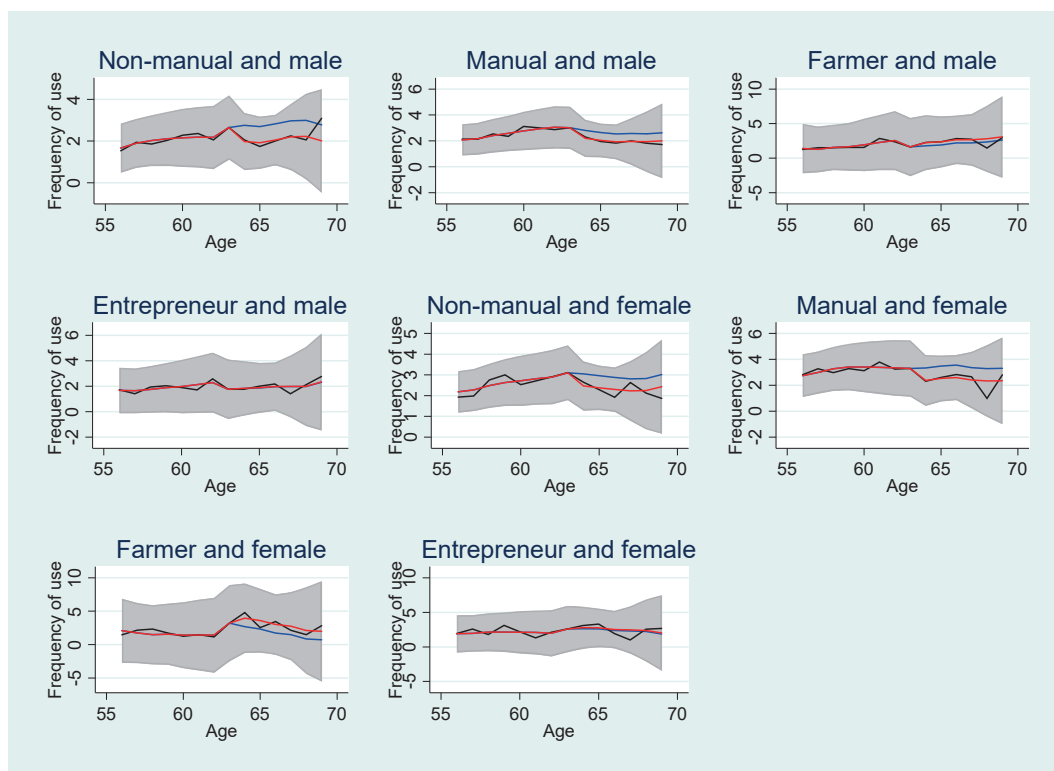 Non-manual and male
Frequency of use
4
2
0
55 60 65 70
Age
Manual and male
Frequency of use
6
4
2
0
-2
55 60 65 70
Age
Farmer and male
Frequency of use
10
5
0
-5
55 60 65 70
Age
Entrepreneur and male
Frequency of use
6
4
2
0
-2
55 60 65 70
Age
Non-manual and female
Frequency of use
5
4
3
2
1
0
55 60 65 70
Age
Manual and female
Frequency of use
6
4
2
0
-2
55 60 65 70
Age
Farmer and female
Frequency of use
10
5
0
-5
55 60 65 70
Age
Entrepreneur and female
Frequency of use
10
5
0
-5
55 60 65 70
Age